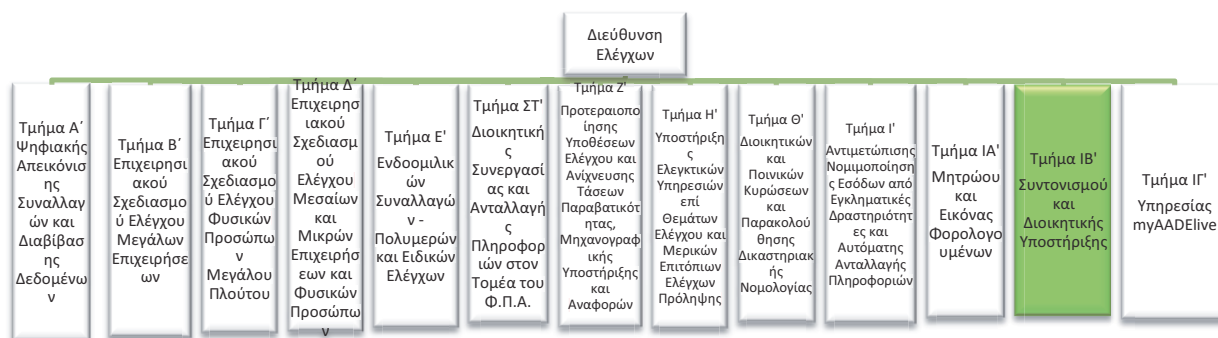 Διεύθυνση
Ελέγχων
Τμήμα Α΄
Ψηφιακής
Απεικόνισ
ης
Συναλλαγ
ών και
Διαβίβασ
ης
Δεδομένω
ν
Τμήμα Β΄
Επιχειρησι
ακού
Σχεδιασμο
ύ Ελέγχου
Μεγάλων
Επιχειρήσε
ων
Τμήμα Γ΄
Επιχειρησι
ακού
Σχεδιασμο
ύ Ελέγχου
Φυσικών
Προσώπω
ν
Μεγάλου
Πλούτου
Τμήμα Δ΄
Επιχειρησ
ιακού
Σχεδιασμ
ού
Ελέγχου
Μεσαίων
και
Μικρών
Επιχειρήσ
εων και
Φυσικών
Προσώπω
ν
Τμήμα Ε'
Ενδοομιλικ
ών
Συναλλαγών
-
Πολυμερών
και Ειδικών
Ελέγχων
Τμήμα ΣΤ'
Διοικητική
ς
Συνεργασ
ίας και
Ανταλλαγή
ς
Πληροφορ
ιών στον
Τομέα του
Φ.Π.Α.
Τμήμα Ζ'
Προτεραιοπο
ίησης
Υποθέσεων
Ελέγχου και
Ανίχνευσης
Τάσεων
Παραβατικότ
ητας,
Μηχανογραφ
ικής
Υποστήριξης
και
Αναφορών
Τμήμα Η'
Υποστήριξη
ς
Ελεγκτικών
Υπηρεσιών
επί
Θεμάτων
Ελέγχου και
Μερικών
Επιτόπιων
Ελέγχων
Πρόληψης
Τμήμα Θ'
Διοικητικών
και
Ποινικών
Κυρώσεων
και
Παρακολού
θησης
Δικαστηρια
κής
Νομολογίας
Τμήμα Ι'
Αντιμετώπισης
Νομιμοποίηση
ς Εσόδων από
Εγκληματικές
Δραστηριότητ
ες και
Αυτόματης
Ανταλλαγής
Πληροφοριών
Τμήμα ΙΑ'
Μητρώου
και
Εικόνας
Φορολογο
υμένων
Τμήμα ΙΒ'
Συντονισμού
και
Διοικητικής
Υποστήριξης
Τμήμα ΙΓ'
Υπηρεσίας
myAADElive